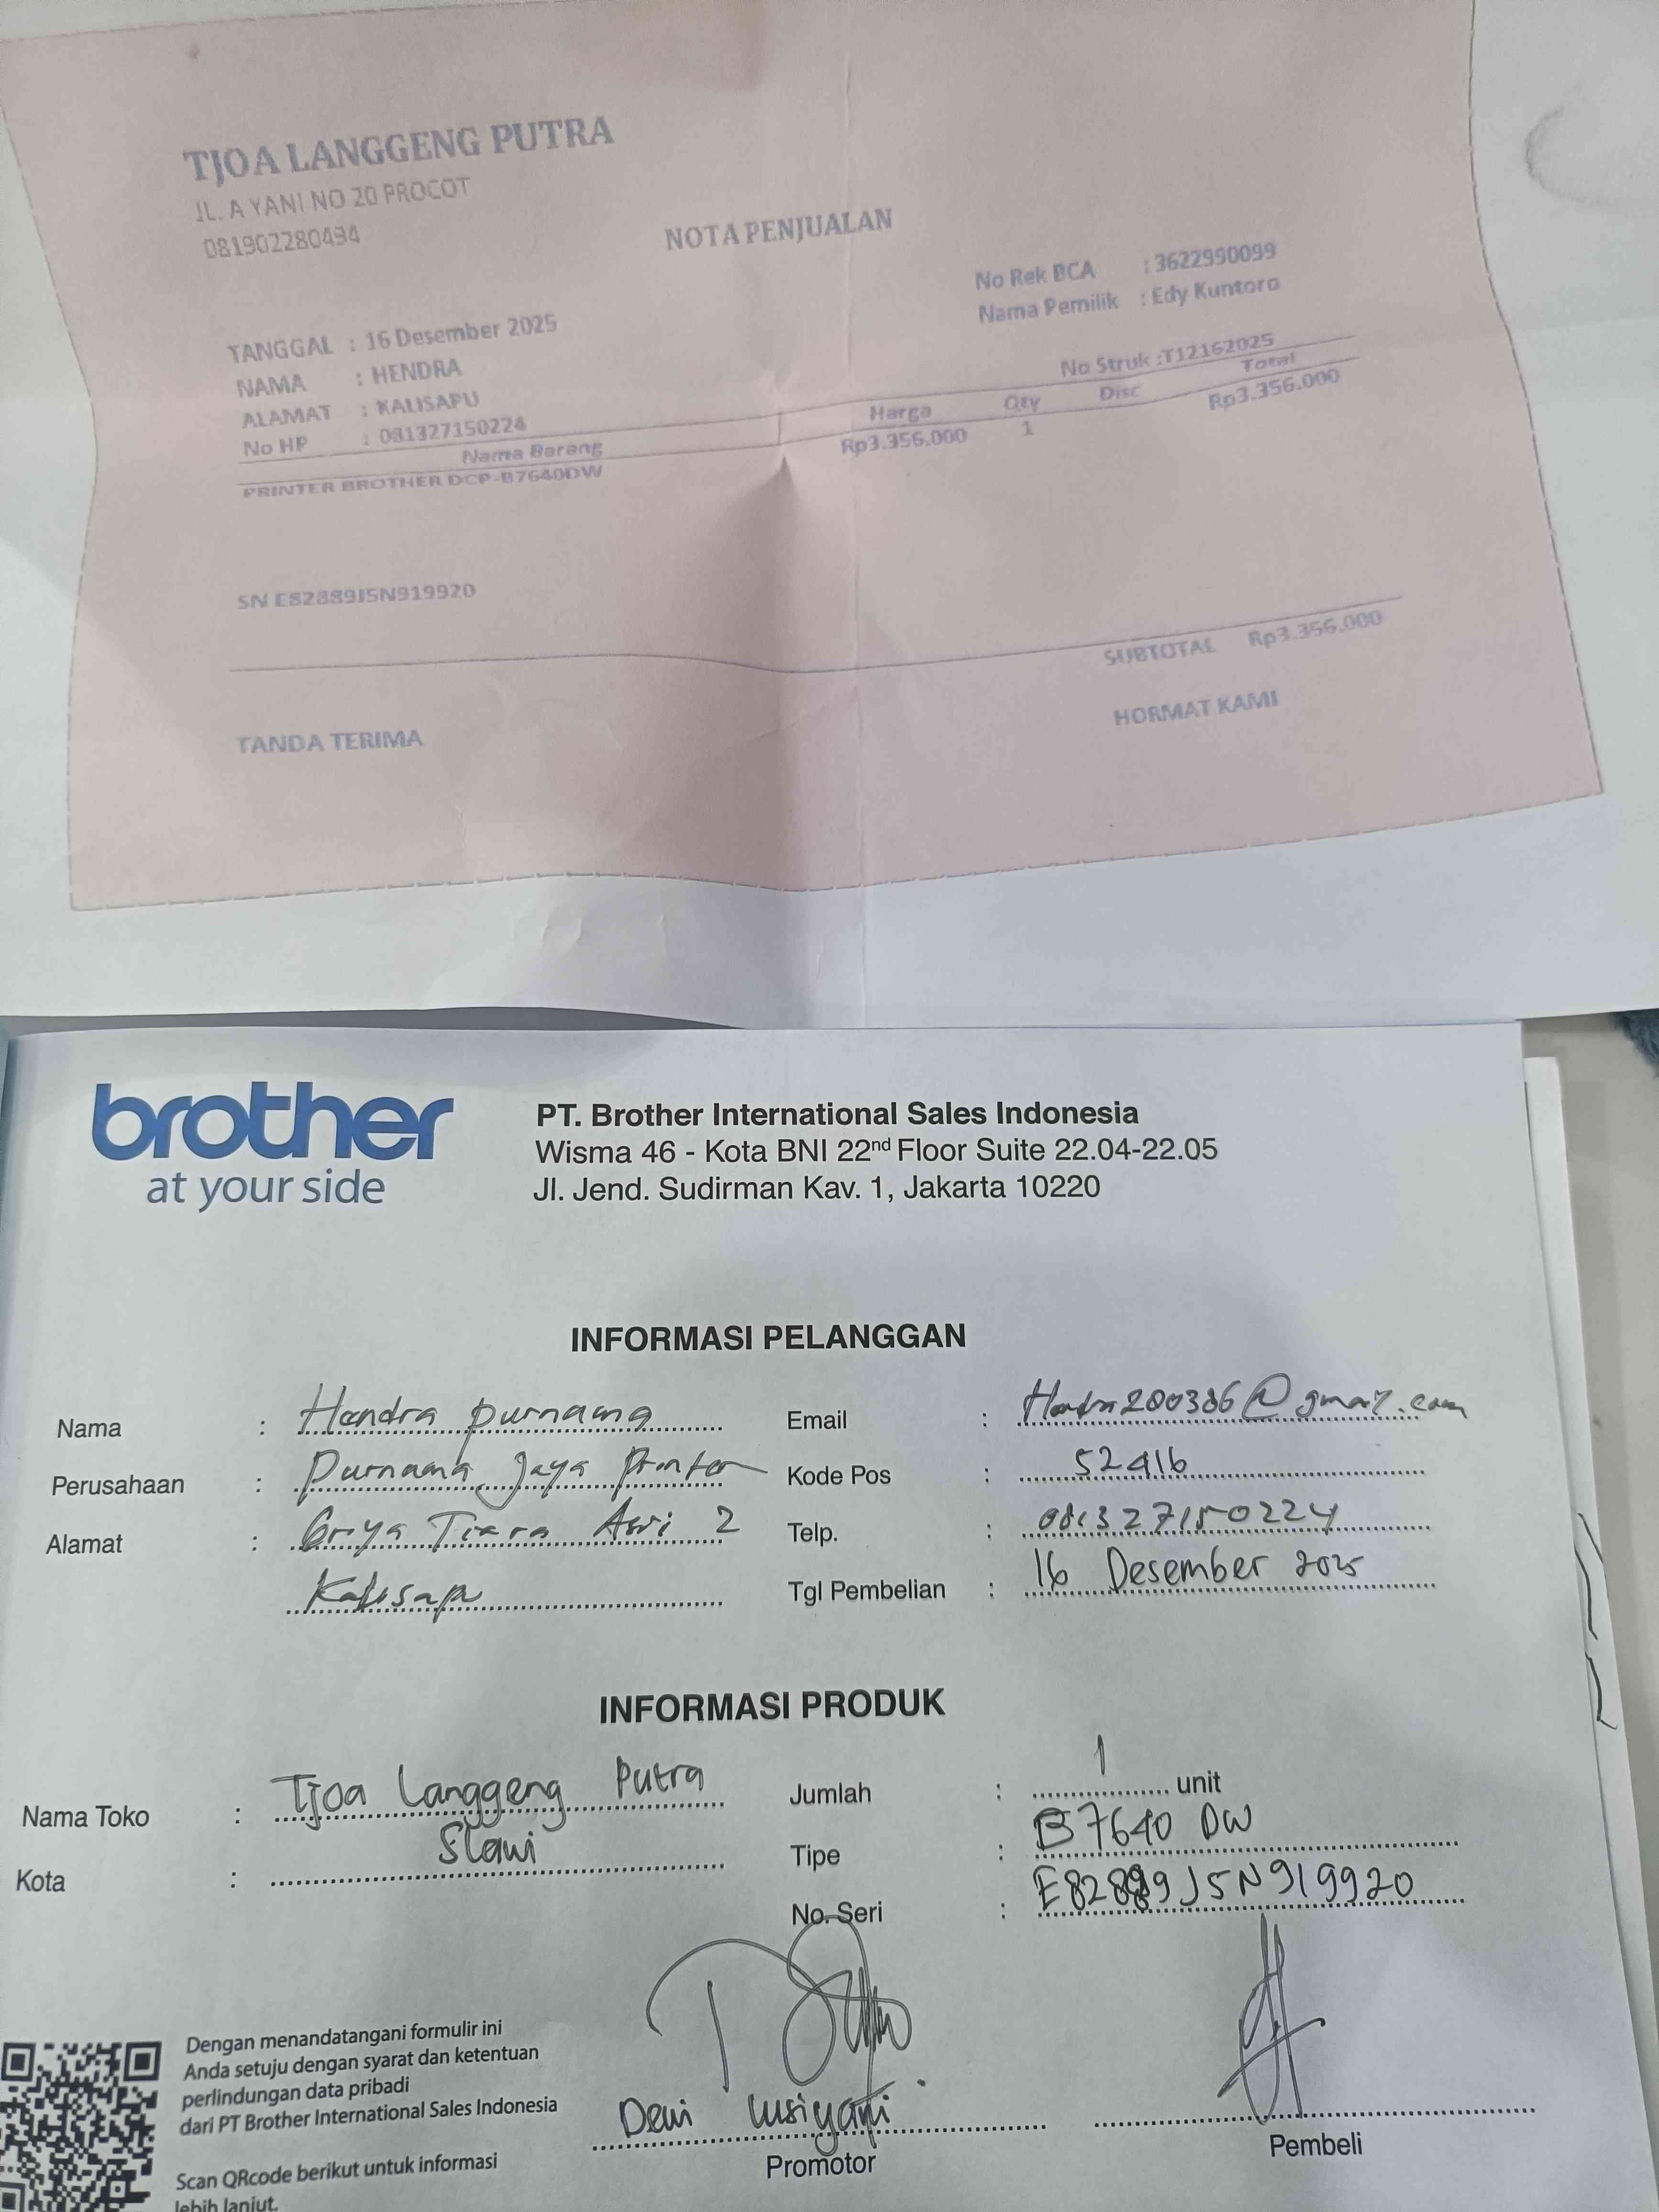 TJOA LANGGENG PUTRA
JL. A YANI NO 20 PROCOT
081902280494
NOTA PENJUALAN
No Rek BCA : 3622990099
Nama Pemilik : Edy Kuntoro
TANGGAL : 16 Desember 2025
NAMA : HENDRA
ALAMAT : KALISAPU
No HP : 081327150224
No Struk :T12162025
Nama Barang Harga Qty Disc Total
PRINTER BROTHER DCP-B7640DW Rp3.356.000 1 Rp3.356.000
SN E82889J5N919920
SUBTOTAL Rp3.356.000
TANDA TERIMA
HORMAT KAMI
brother
at your side
PT. Brother International Sales Indonesia
Wisma 46 - Kota BNI 22nd Floor Suite 22.04-22.05
Jl. Jend. Sudirman Kav. 1, Jakarta 10220
INFORMASI PELANGGAN
Nama : Hendra purnama
Perusahaan : Purnama Jaya Printer
Alamat : Griya Tiara Asri 2
Kalisapu
Email : Hendra200386@gmail.com
Kode Pos : 52416
Telp. : 081327150224
Tgl Pembelian : 16 Desember 2025
INFORMASI PRODUK
Nama Toko : Tjoa Langgeng Putra
Kota : Slawi
Jumlah : 1 unit
Tipe : B7640 DW
No. Seri : E82889J5N919920
Dengan menandatangani formulir ini
Anda setuju dengan syarat dan ketentuan
perlindungan data pribadi
dari PT Brother International Sales Indonesia
Scan QRcode berikut untuk informasi
lebih lanjut.
Dewi Lusiyani
Promotor
Pembeli